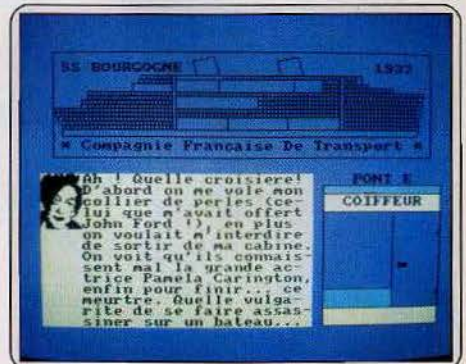 SS BOURGOGNE 1937
* Compagnie Francaise De Transport *
Ah ! Quelle croisiere!
D'abord on me vole mon
collier de perles (ce-
lui que m'avait offert
John Ford !), en plus
on voulait m'interdire
de sortir de ma cabine.
On voit qu'ils connais-
sent mal la grande ac-
trice Pamela Carington,
enfin pour finir... ce
meurtre. Quelle vulga-
rite de se faire assas-
siner sur un bateau...
PONT E
COIFFEUR